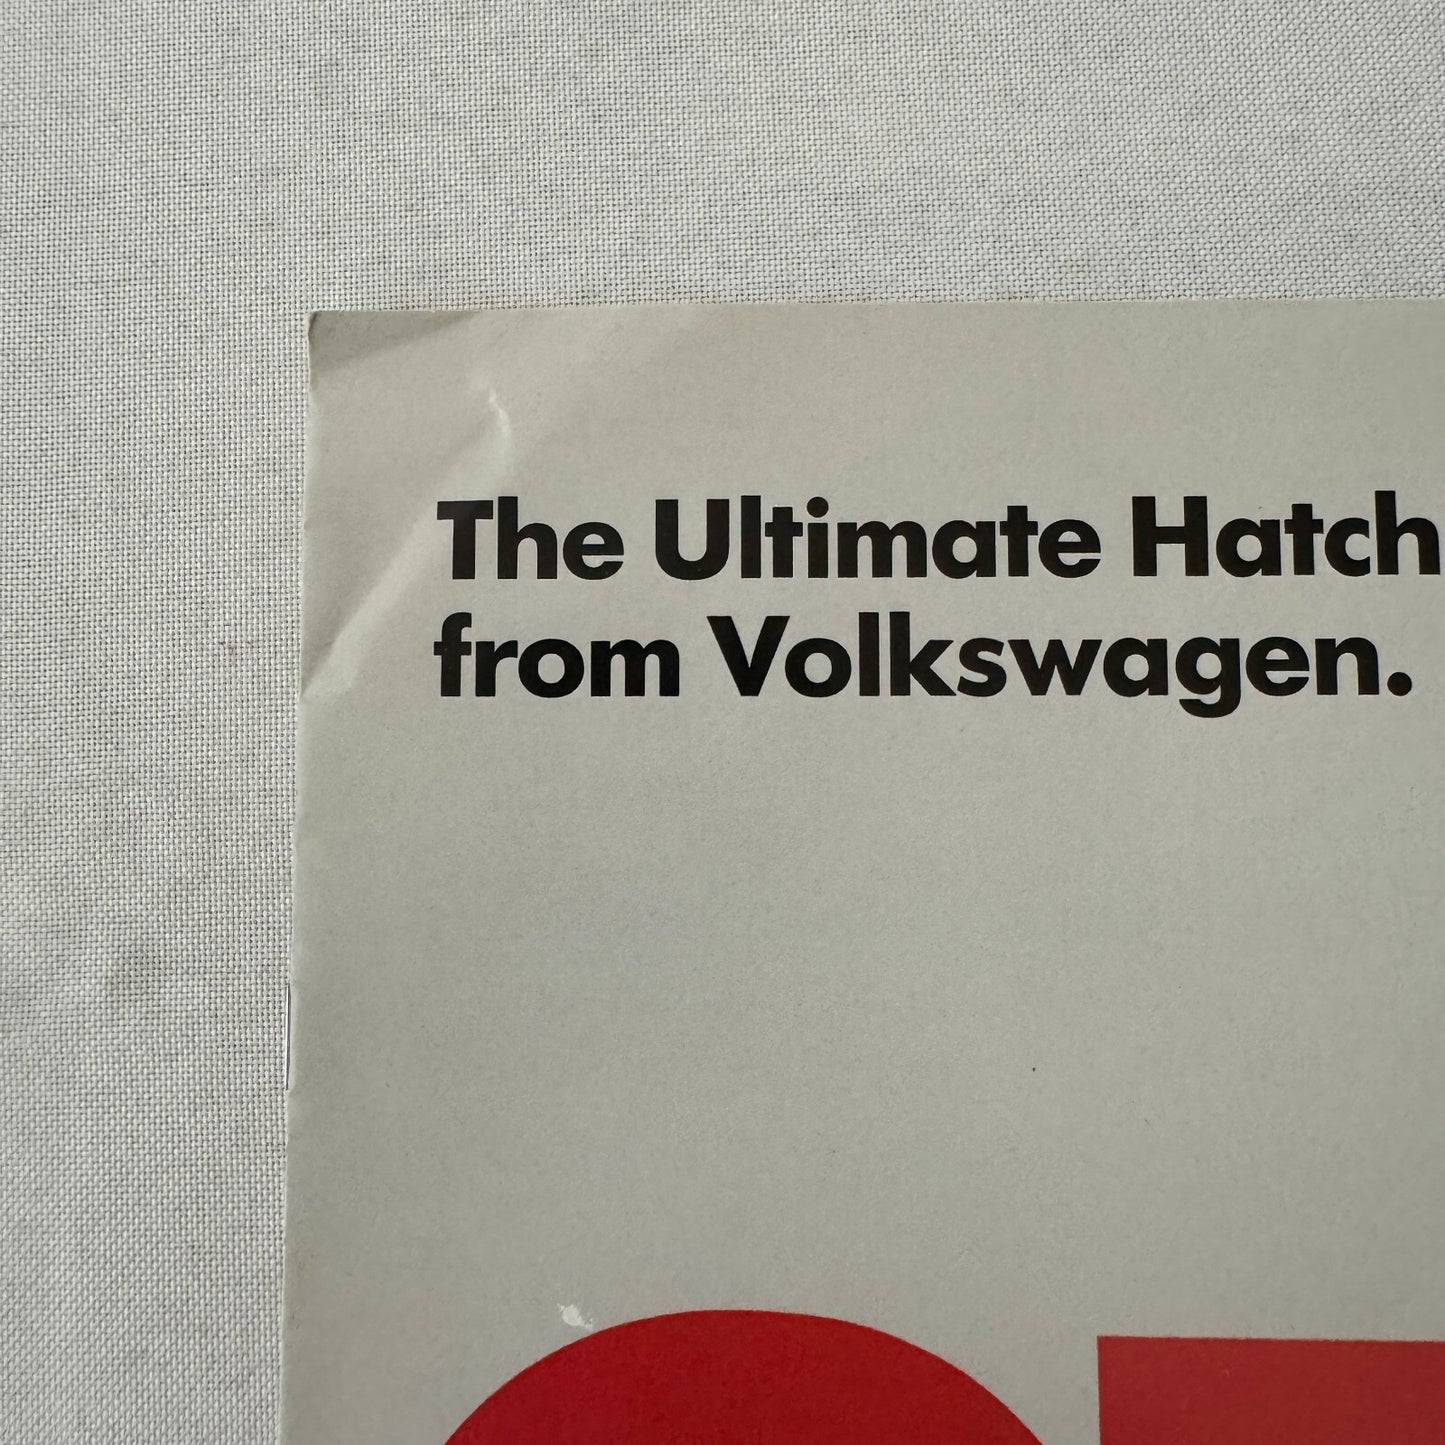 The Ultimate Hatch
from Volkswagen.